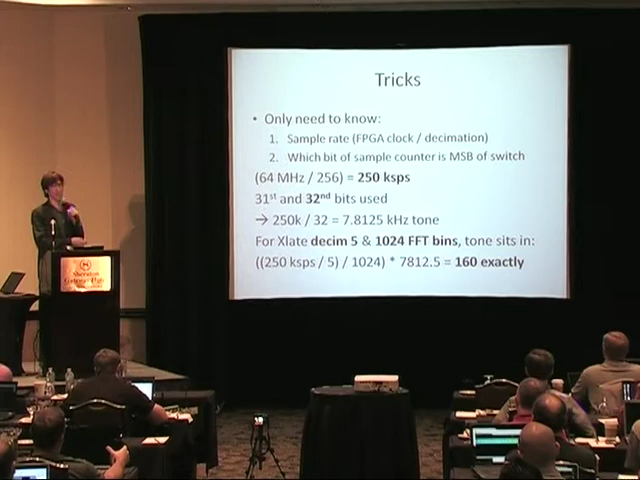 Tricks
• Only need to know:
1. Sample rate (FPGA clock / decimation)
2. Which bit of sample counter is MSB of switch
(64 MHz / 256) = 250 ksps
31st and 32nd bits used
→ 250k / 32 = 7.8125 kHz tone
For Xlate decim 5 & 1024 FFT bins, tone sits in:
((250 ksps / 5) / 1024) * 7812.5 = 160 exactly
Sheraton